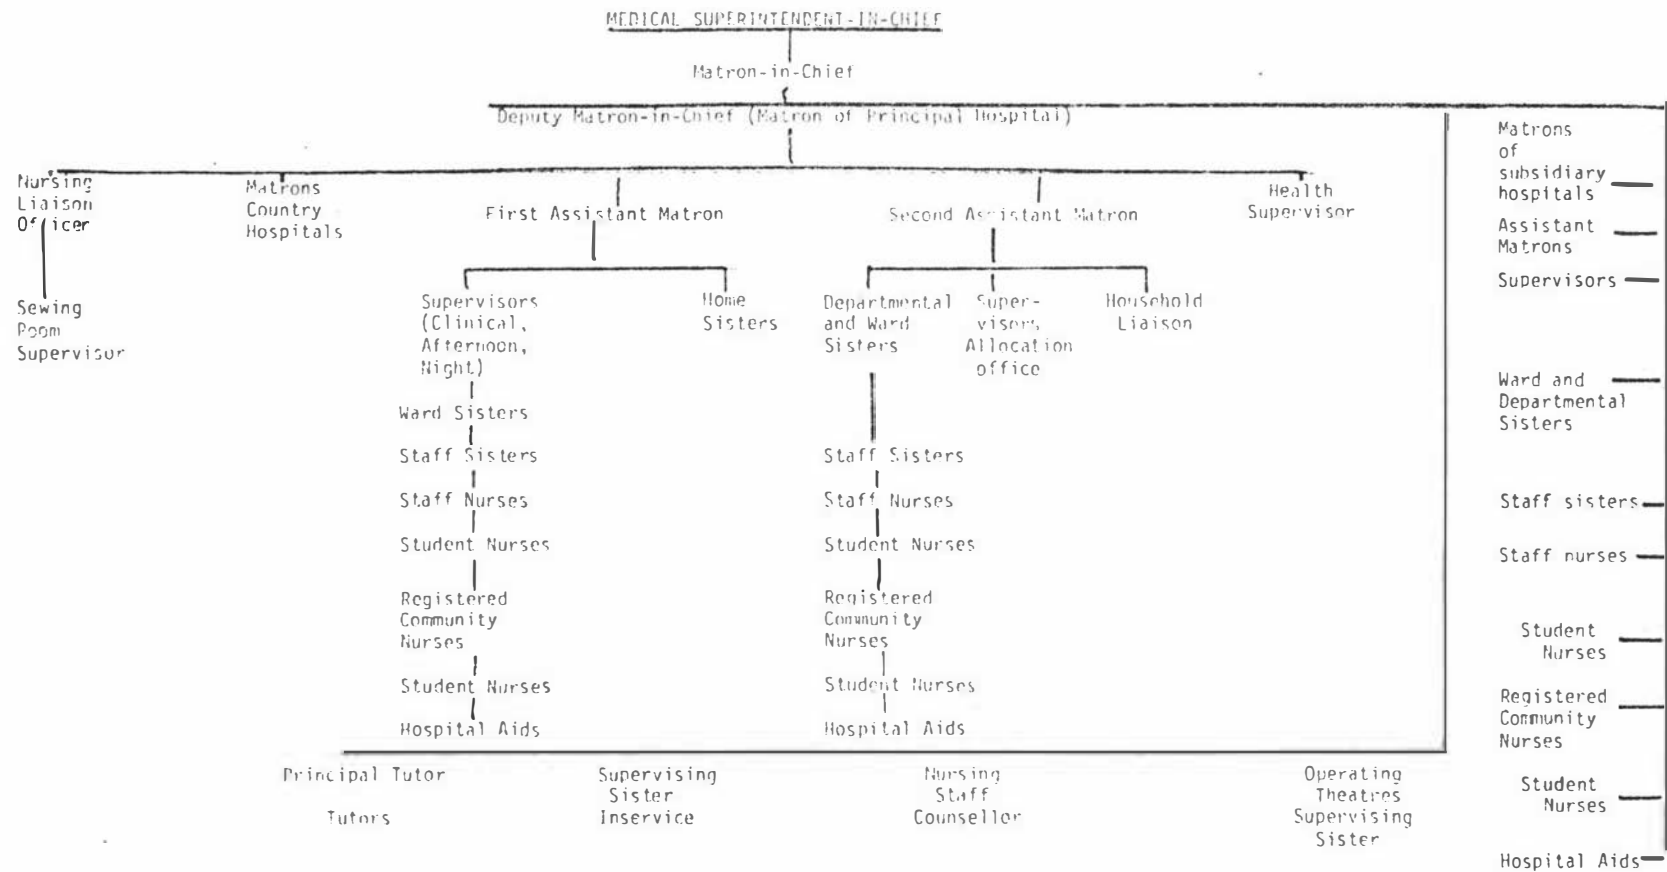 MEDICAL SUPERINTENDENT-IN-CHIEF
Matron-in-Chief
Deputy Matron-in-Chief (Matron of Principal Hospital)
Nursing
Liaison
Officer
Sewing
Room
Supervisor
Matrons
Country
Hospitals
First Assistant Matron
Supervisors
(Clinical,
Afternoon,
Night)
Ward Sisters
Staff Sisters
Staff Nurses
Student Nurses
Registered
Community
Nurses
Student Nurses
Hospital Aids
Home
Sisters
Second Assistant Matron
Departmental
and Ward
Sisters
Staff Sisters
Staff Nurses
Student Nurses
Registered
Community
Nurses
Student Nurses
Hospital Aids
Super-
visors
Allocation
office
Household
Liaison
Health
Supervisor
Matrons
of
subsidiary
hospitals
Assistant
Matrons
Supervisors
Ward and
Departmental
Sisters
Staff sisters
Staff nurses
Student
Nurses
Registered
Community
Nurses
Student
Nurses
Hospital Aids
Principal Tutor
Tutors
Supervising
Sister
Inservice
Nursing
Staff
Counsellor
Operating
Theatres
Supervising
Sister